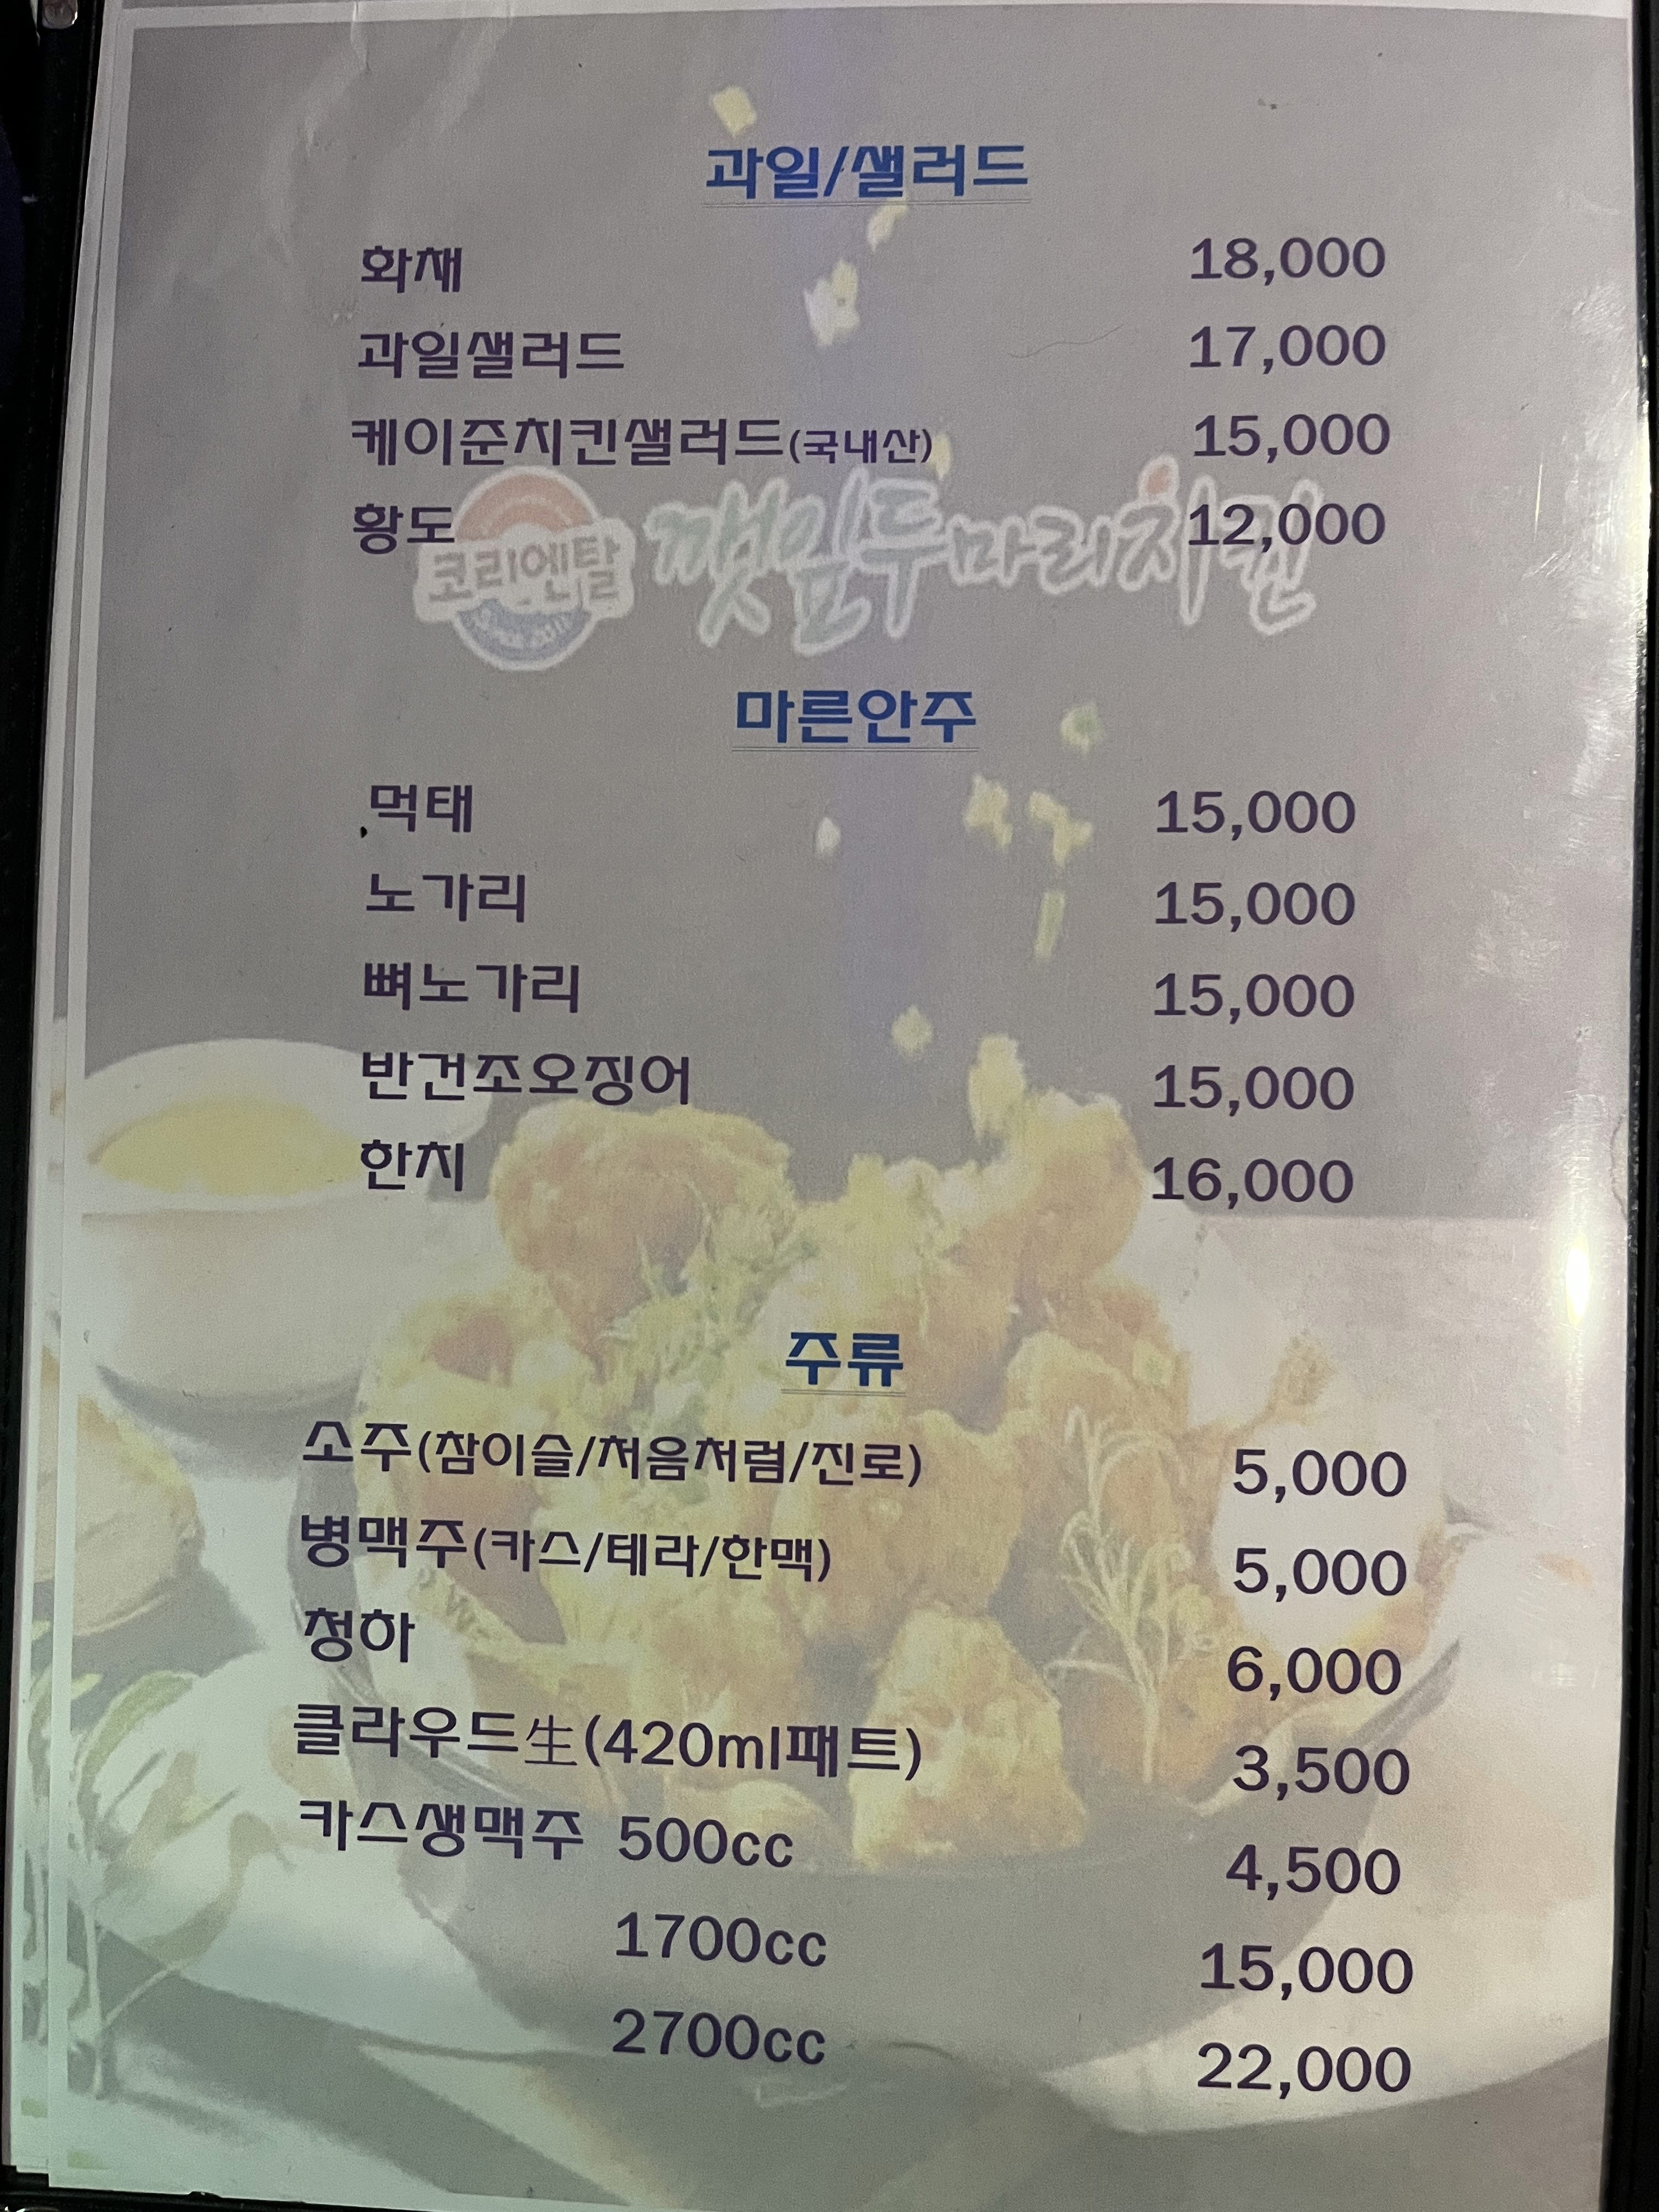 과일/샐러드
화채 18,000
과일샐러드 17,000
케이준치킨샐러드(국내산) 15,000
황도 12,000
코리엔탈 깻잎두마리치킨
마른안주
먹태 15,000
노가리 15,000
뼈노가리 15,000
반건조오징어 15,000
한치 16,000
주류
소주(참이슬/처음처럼/진로) 5,000
병맥주(카스/테라/한맥) 5,000
청하 6,000
클라우드生(420ml패트) 3,500
카스생맥주 500cc 4,500
1700cc 15,000
2700cc 22,000